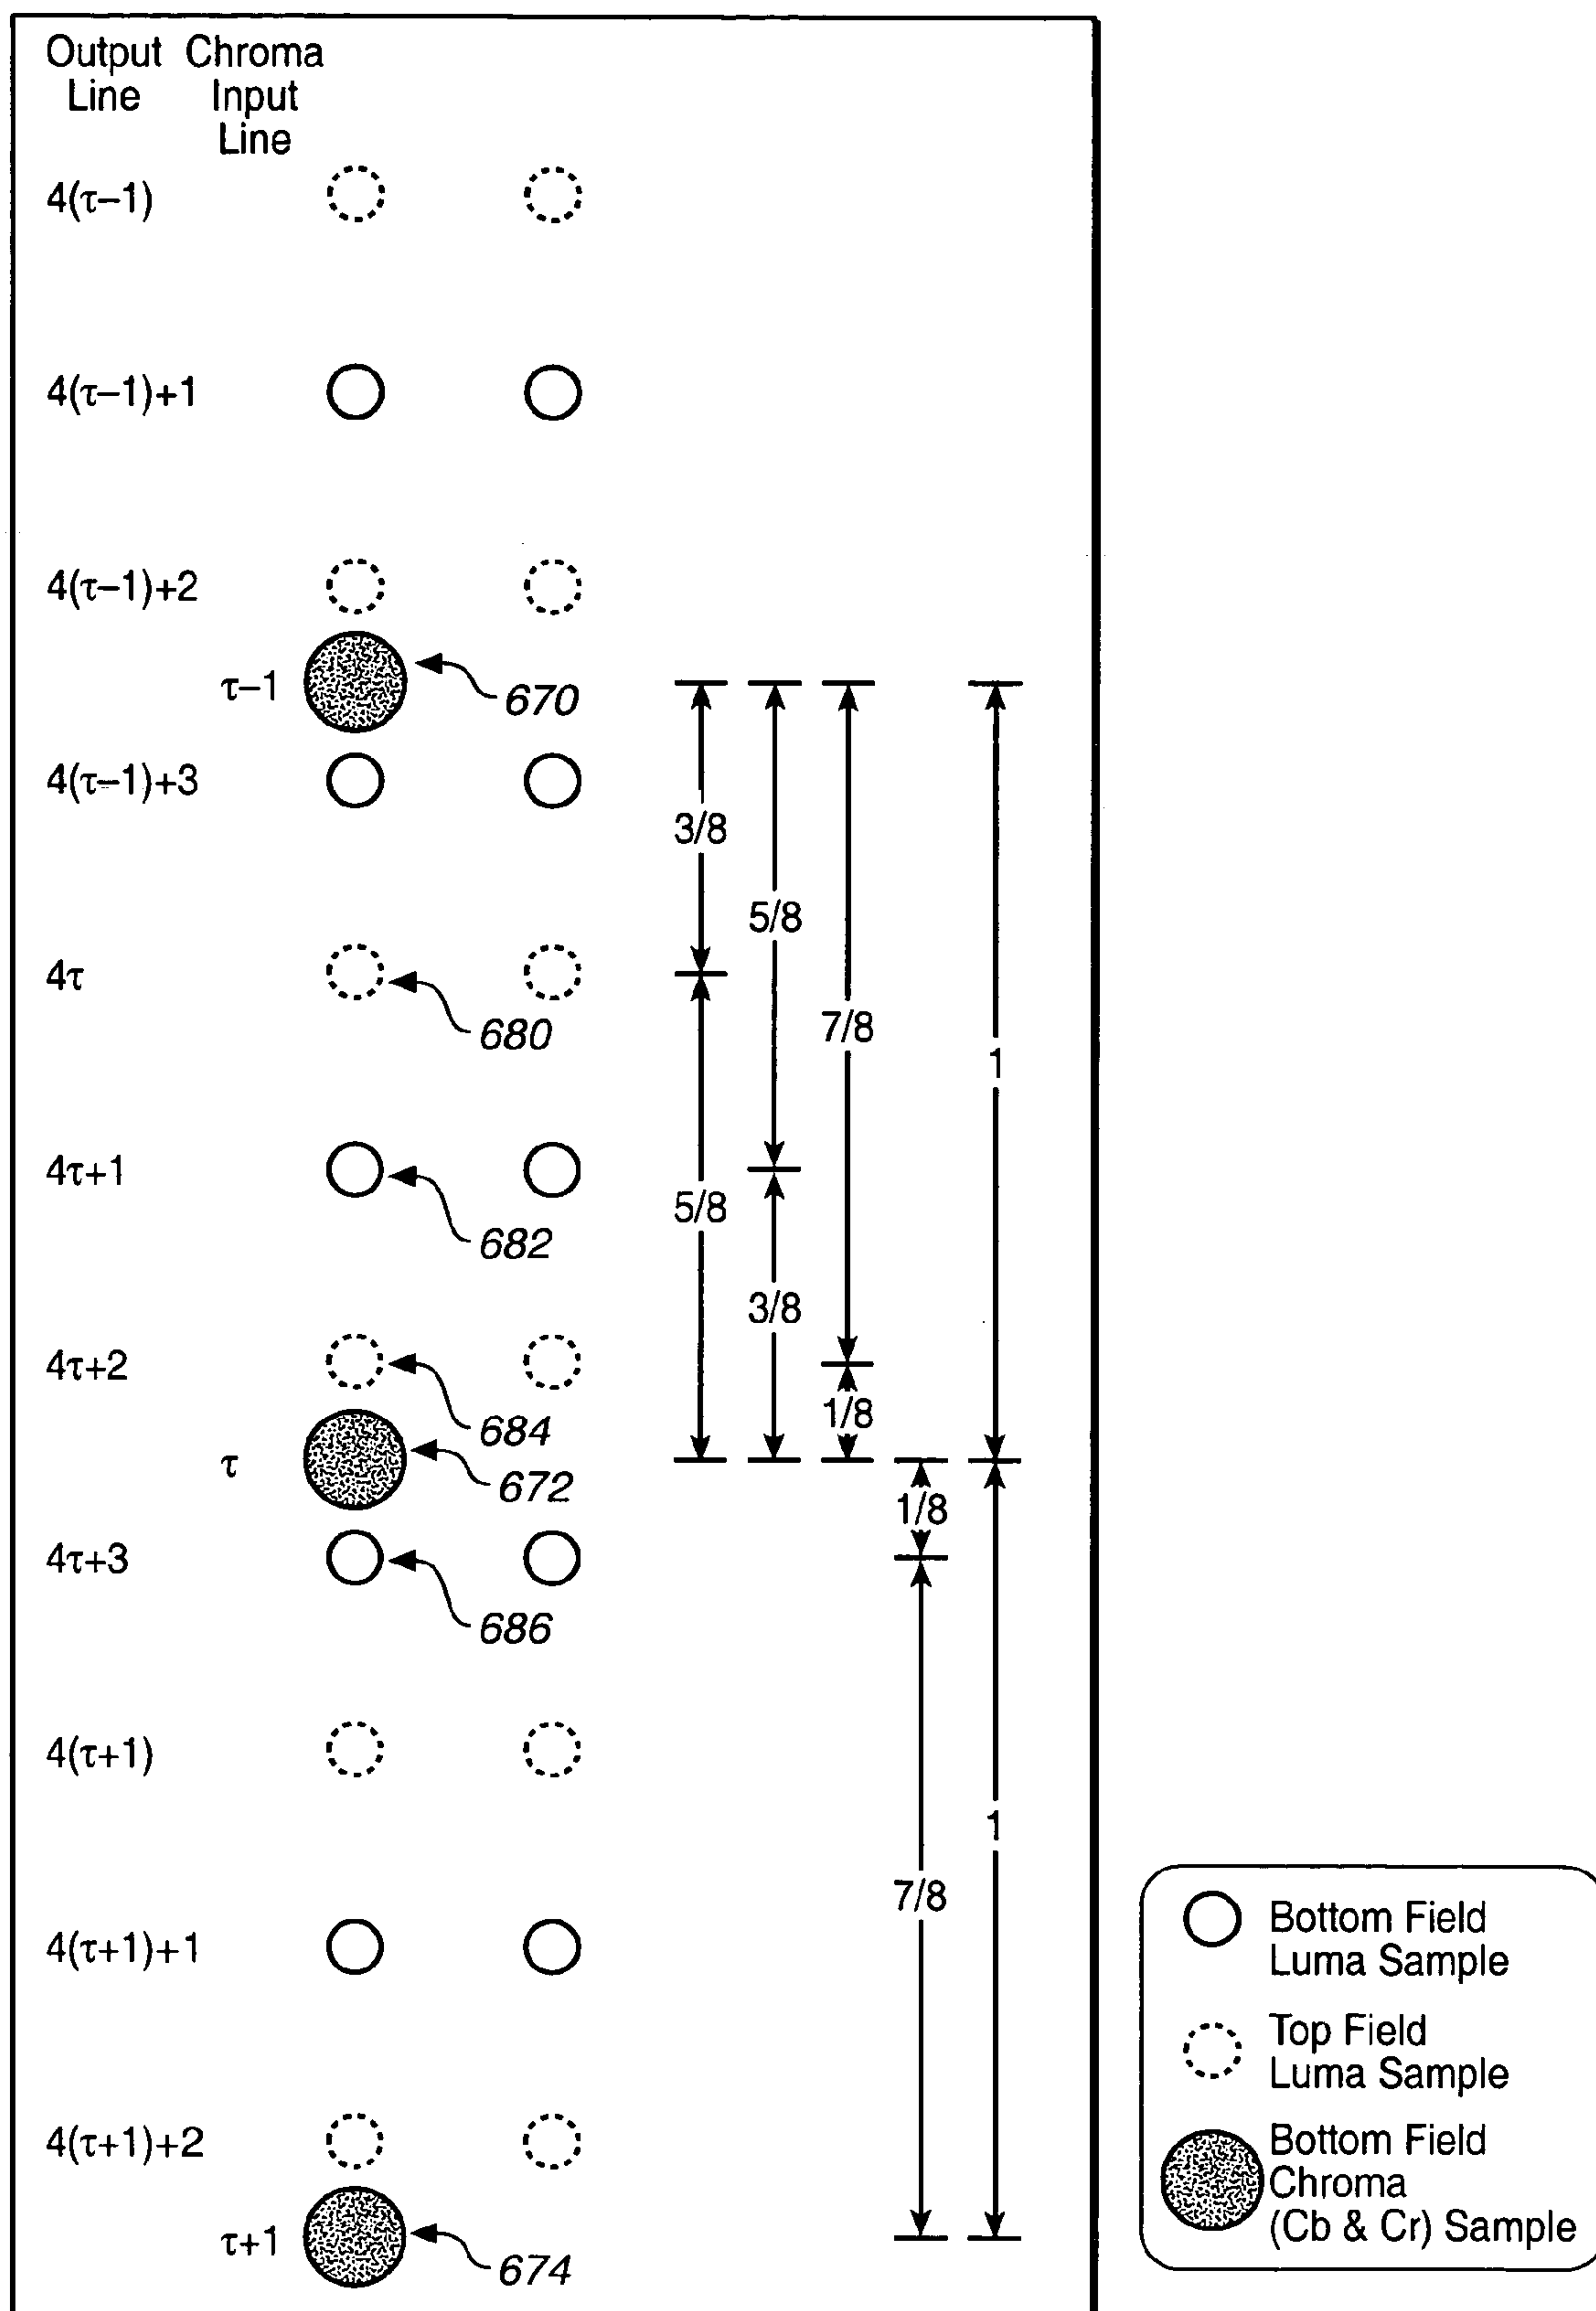 Output Chroma
Line Input
Line
4(τ−1)
4(τ−1)+1
4(τ−1)+2
τ−1
670
4(τ−1)+3
3/8
5/8
4τ
680
7/8
1
4τ+1
682
5/8
3/8
4τ+2
684
1/8
τ
672
1/8
4τ+3
686
4(τ+1)
1
7/8
4(τ+1)+1
4(τ+1)+2
τ+1
674
Bottom Field
Luma Sample
Top Field
Luma Sample
Bottom Field
Chroma
(Cb & Cr) Sample